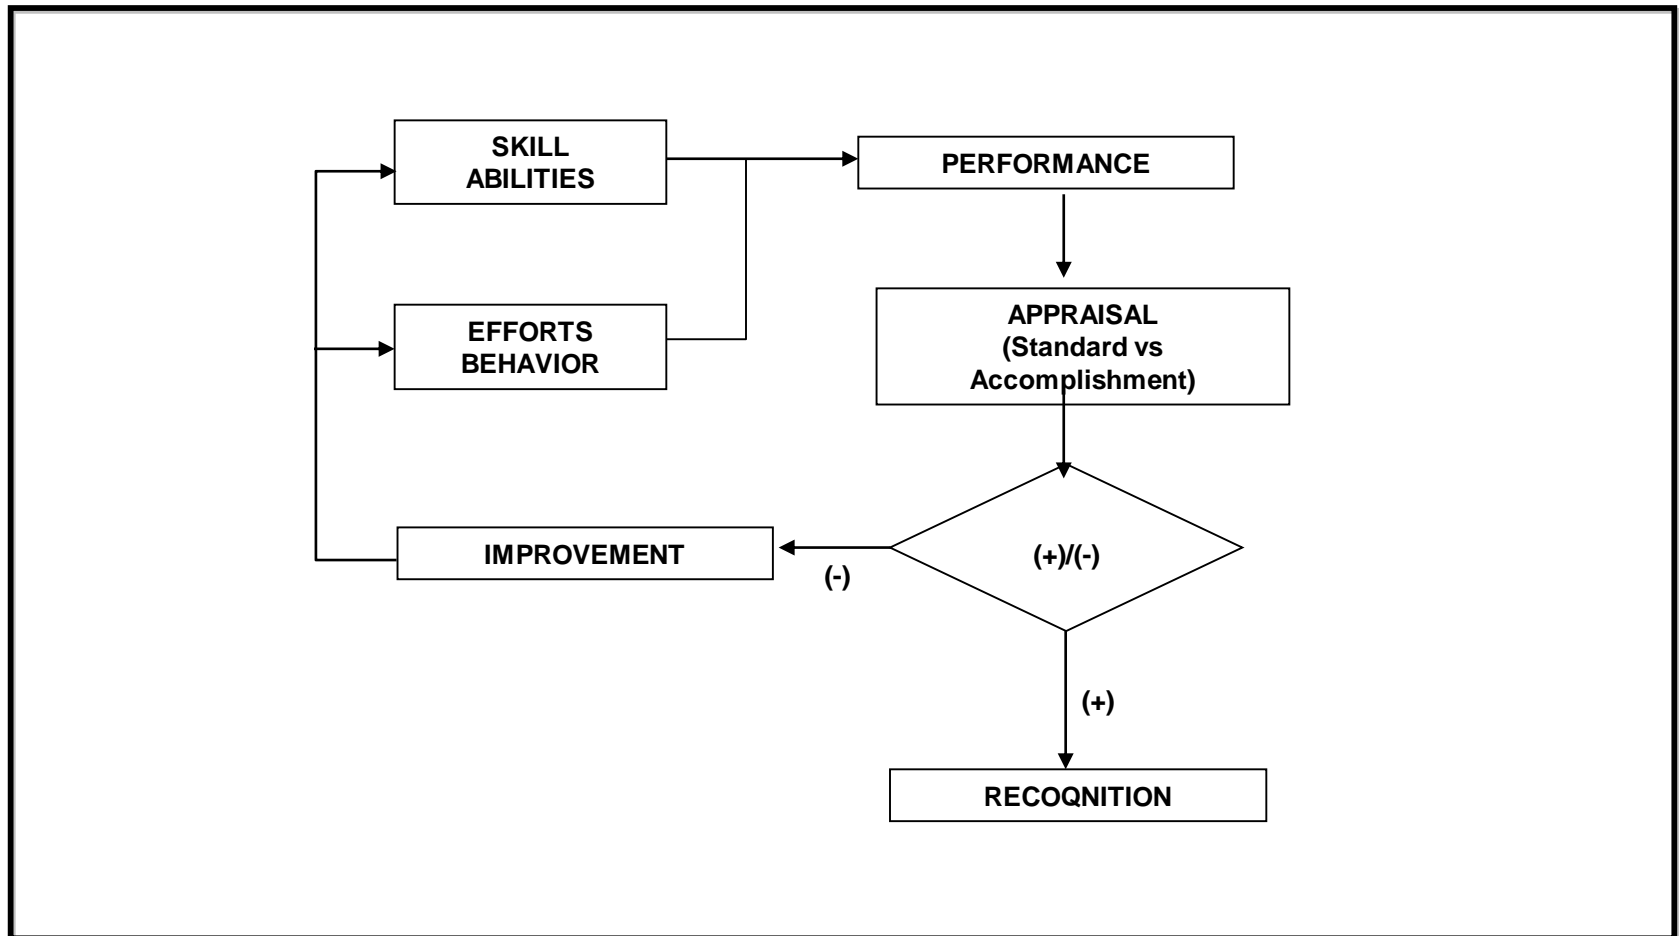 SKILL
ABILITIES
PERFORMANCE
EFFORTS
BEHAVIOR
APPRAISAL
(Standard vs
Accomplishment)
IMPROVEMENT
(-)
(+)/(-)
(+)
RECOQNITION